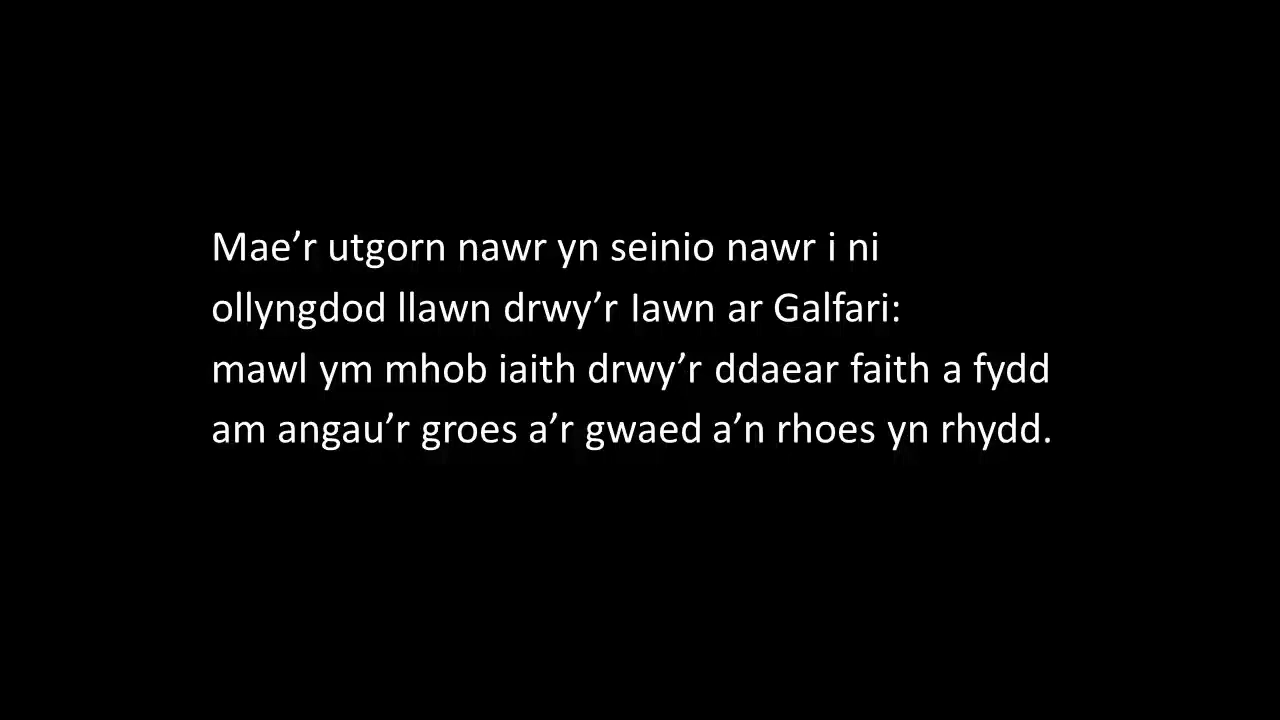 Mae’r utgorn nawr yn seinio nawr i ni
ollyngdod llawn drwy’r Iawn ar Galfari:
mawl ym mhob iaith drwy’r ddaear faith a fydd
am angau’r groes a’r gwaed a’n rhoes yn rhydd.